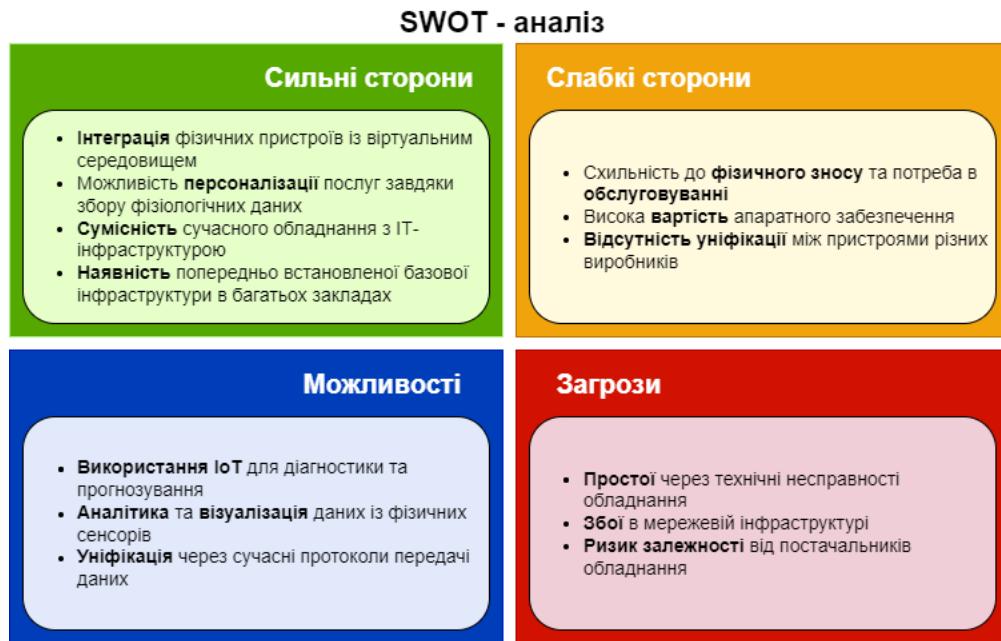 SWOT - аналіз
Сильні сторони
• Інтеграція фізичних пристроїв із віртуальним
середовищем
• Можливість персоналізації послуг завдяки
збору фізіологічних даних
• Сумісність сучасного обладнання з ІТ-
інфраструктурою
• Наявність попередньо встановленої базової
інфраструктури в багатьох закладах
Слабкі сторони
• Схильність до фізичного зносу та потреба в
обслуговуванні
• Висока вартість апаратного забезпечення
• Відсутність уніфікації між пристроями різних
виробників
Можливості
• Використання IoT для діагностики та
прогнозування
• Аналітика та візуалізація даних із фізичних
сенсорів
• Уніфікація через сучасні протоколи передачі
даних
Загрози
• Простої через технічні несправності
обладнання
• Збої в мережевій інфраструктурі
• Ризик залежності від постачальників
обладнання